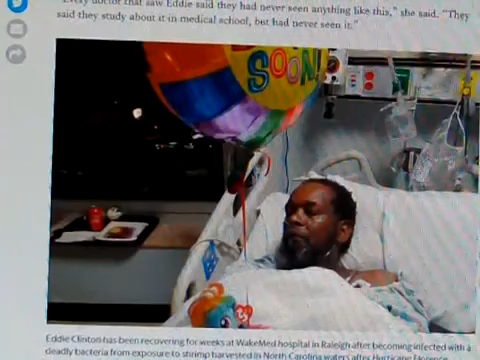 "Every doctor that saw Eddie said they had never seen anything like this," she said. "They
said they study about it in medical school, but had never seen it."
SOON!
Eddie Clinton has been recovering for weeks at WakeMed hospital in Raleigh after becoming infected with a
deadly bacteria from exposure to shrimp harvested in North Carolina waters after Hurricane Florence